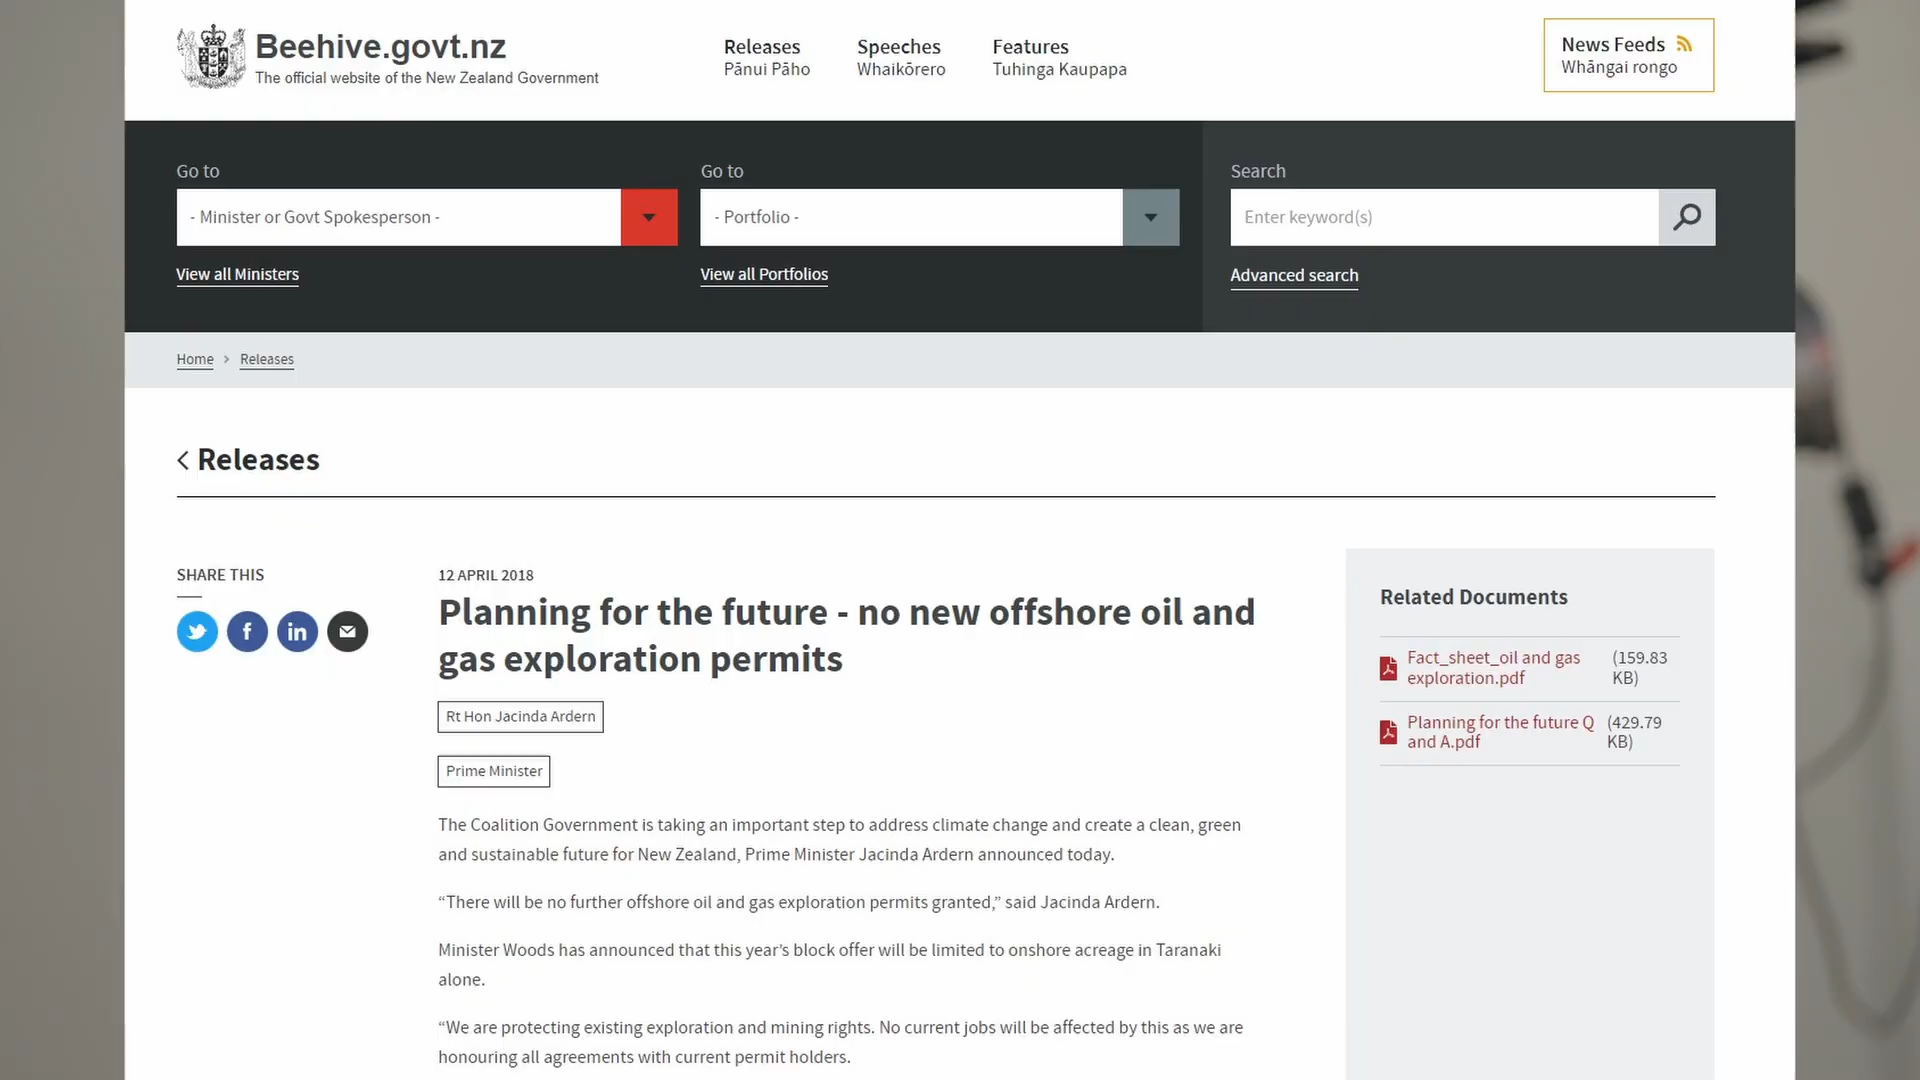 Beehive.govt.nz
The official website of the New Zealand Government
Releases
Pānui Pāho
Speeches
Whaikōrero
Features
Tuhinga Kaupapa
News Feeds
Whāngai rongo
Go to
- Minister or Govt Spokesperson -
View all Ministers
Go to
- Portfolio -
View all Portfolios
Search
Enter keyword(s)
Advanced search
Home > Releases
< Releases
SHARE THIS
12 APRIL 2018
Planning for the future - no new offshore oil and
gas exploration permits
Rt Hon Jacinda Ardern
Prime Minister
The Coalition Government is taking an important step to address climate change and create a clean, green
and sustainable future for New Zealand, Prime Minister Jacinda Ardern announced today.
“There will be no further offshore oil and gas exploration permits granted,” said Jacinda Ardern.
Minister Woods has announced that this year’s block offer will be limited to onshore acreage in Taranaki
alone.
“We are protecting existing exploration and mining rights. No current jobs will be affected by this as we are
honouring all agreements with current permit holders.
Related Documents
Fact_sheet_oil and gas (159.83
exploration.pdf KB)
Planning for the future Q (429.79
and A.pdf KB)